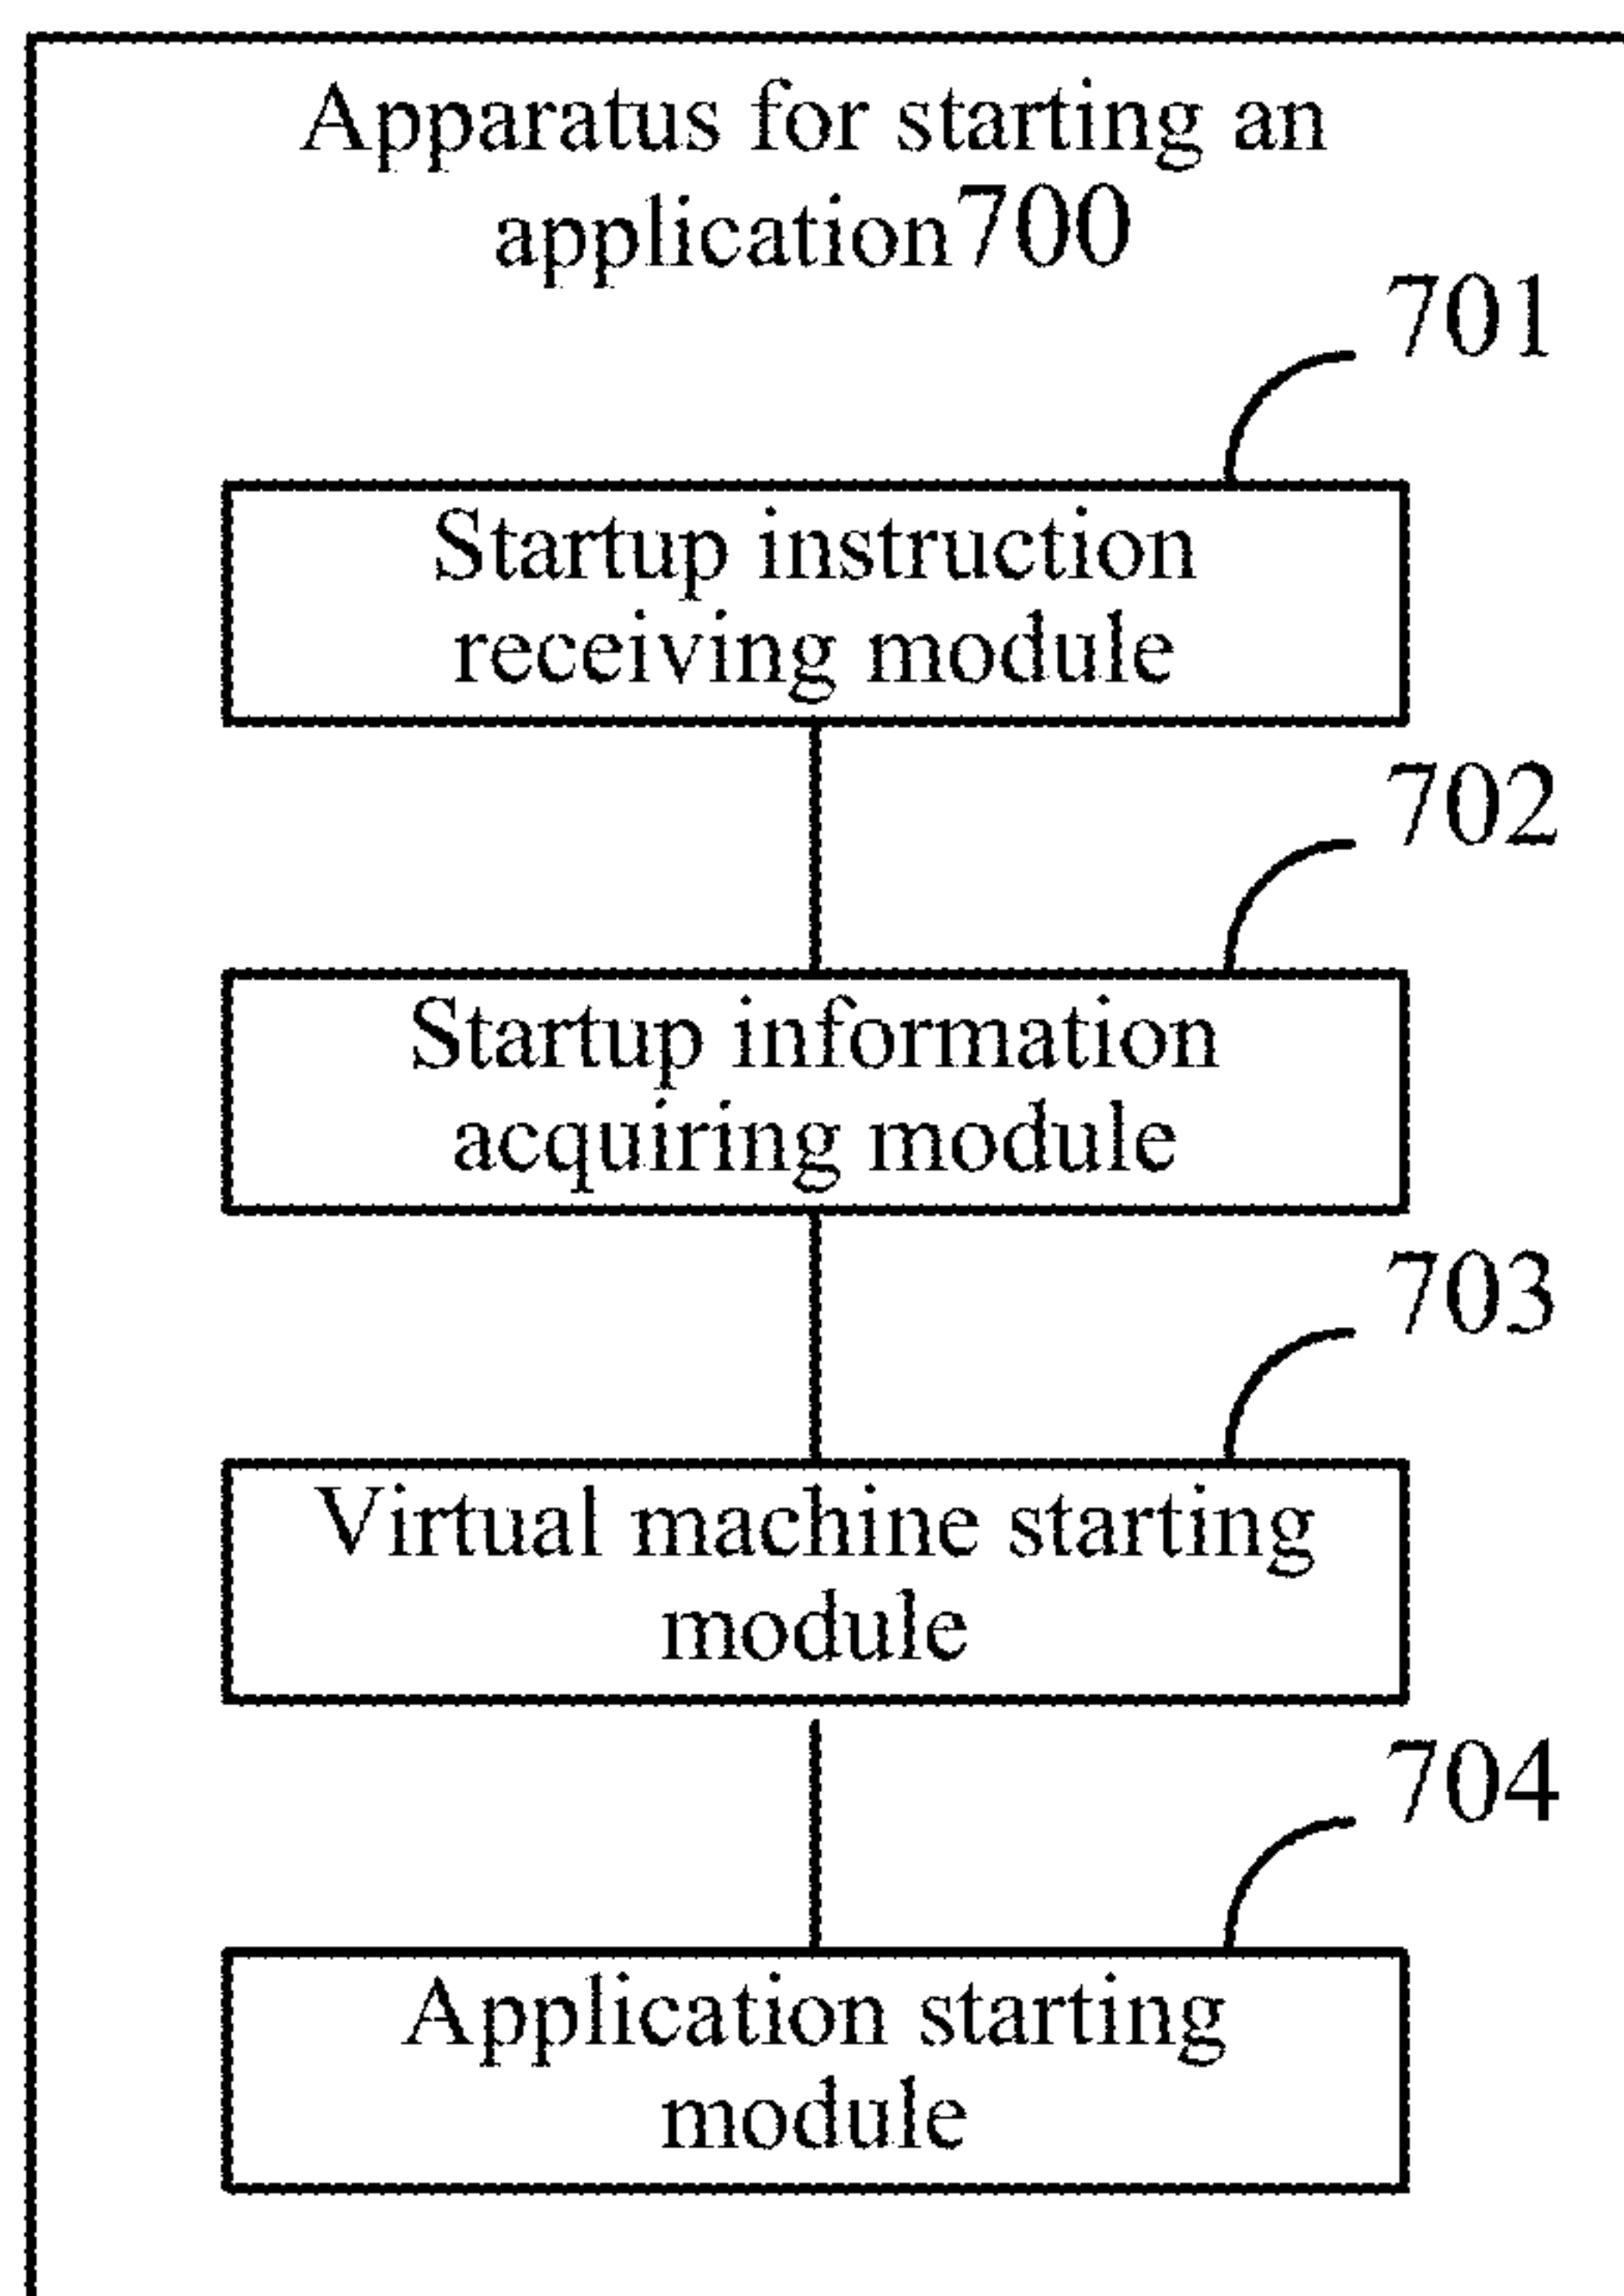 Apparatus for starting an
application700
701
Startup instruction
receiving module
702
Startup information
acquiring module
703
Virtual machine starting
module
704
Application starting
module